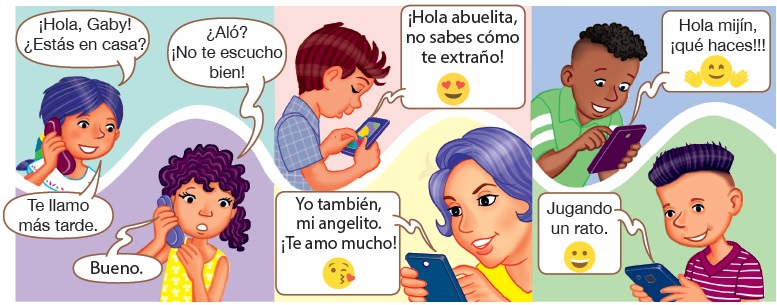 ¡Hola, Gaby!
¿Estás en casa?
¿Aló?
¡No te escucho
bien!
Te llamo
más tarde.
Bueno.
¡Hola abuelita,
no sabes cómo
te extraño!
Yo también,
mi angelito.
¡Te amo mucho!
Hola mijín,
¡qué haces!!!
Jugando
un rato.